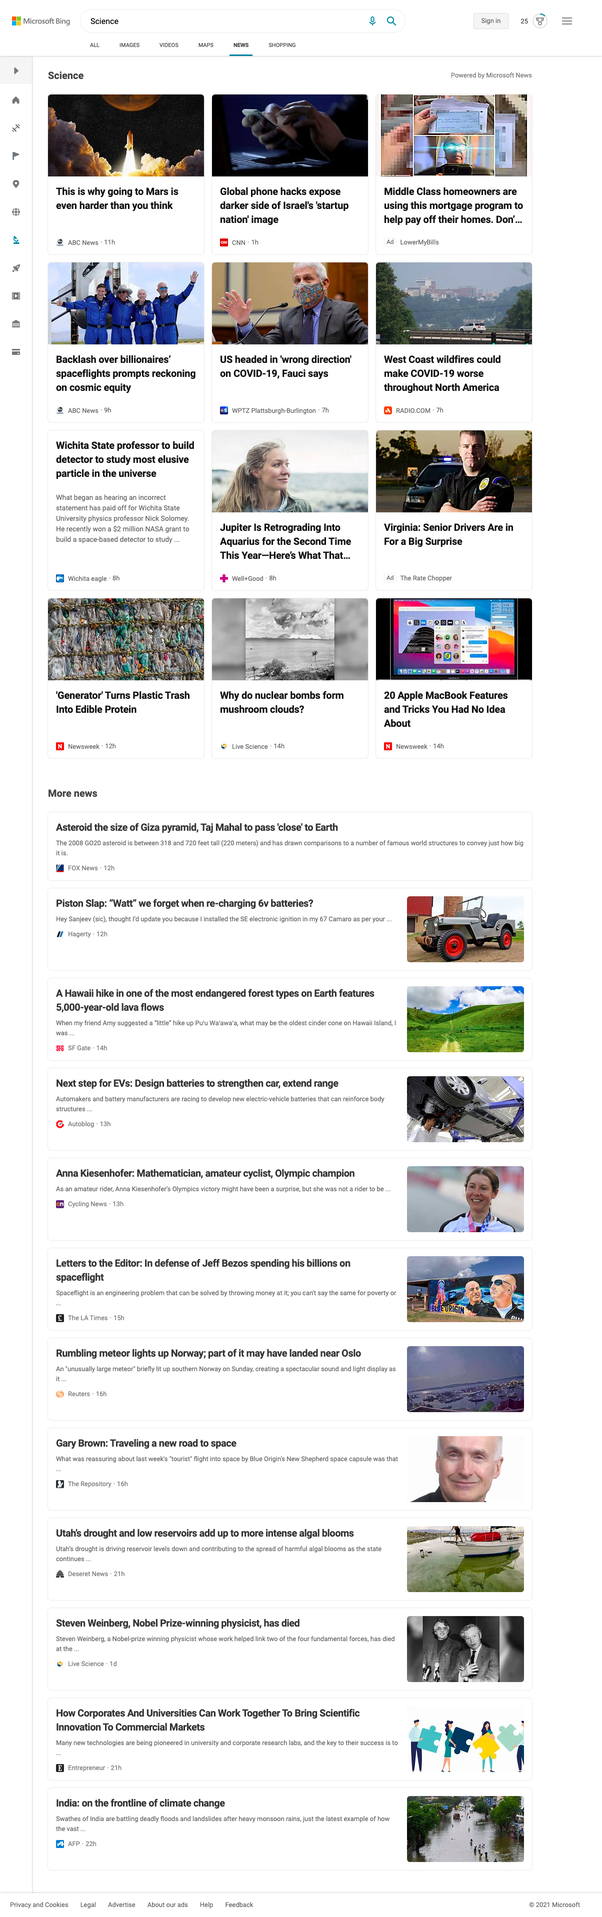 Microsoft Bing
Science
Sign in
25
ALL
IMAGES
VIDEOS
MAPS
NEWS
SHOPPING
Science
Powered by Microsoft News
This is why going to Mars is
even harder than you think
ABC News · 11h
Global phone hacks expose
darker side of Israel's 'startup
nation' image
CNN · 1h
Middle Class homeowners are
using this mortgage program to
help pay off their homes. Don'...
Ad LowerMyBills
Backlash over billionaires'
spaceflights prompts reckoning
on cosmic equity
ABC News · 9h
US headed in 'wrong direction'
on COVID-19, Fauci says
WPTZ Plattsburgh-Burlington · 7h
West Coast wildfires could
make COVID-19 worse
throughout North America
RADIO.COM · 7h
Wichita State professor to build
detector to study most elusive
particle in the universe
What began as hearing an incorrect
statement has paid off for Wichita State
University physics professor Nick Solomey.
He recently won a $2 million NASA grant to
build a space-based detector to study ...
Wichita eagle · 8h
Jupiter Is Retrograding Into
Aquarius for the Second Time
This Year—Here's What That...
Well+Good · 8h
Virginia: Senior Drivers Are in
For a Big Surprise
Ad The Rate Chopper
'Generator' Turns Plastic Trash
Into Edible Protein
Newsweek · 12h
Why do nuclear bombs form
mushroom clouds?
Live Science · 14h
20 Apple MacBook Features
and Tricks You Had No Idea
About
Newsweek · 14h
More news
Asteroid the size of Giza pyramid, Taj Mahal to pass 'close' to Earth
The 2008 GO20 asteroid is between 318 and 720 feet tall (220 meters) and has drawn comparisons to a number of famous world structures to convey just how big
it is.
FOX News · 12h
Piston Slap: "Watt" we forget when re-charging 6v batteries?
Hey Sanjeev (sic), thought I'd update you because I installed the SE electronic ignition in my 67 Camaro as per your ...
Hagerty · 12h
A Hawaii hike in one of the most endangered forest types on Earth features
5,000-year-old lava flows
When my friend Amy suggested a "little" hike up Pu'u Wa'awa'a, what may be the oldest cinder cone on Hawaii Island, I
was ...
SF Gate · 14h
Next step for EVs: Design batteries to strengthen car, extend range
Automakers and battery manufacturers are racing to develop new electric-vehicle batteries that can reinforce body
structures ...
Autoblog · 13h
Anna Kiesenhofer: Mathematician, amateur cyclist, Olympic champion
As an amateur rider, Anna Kiesenhofer's Olympics victory might have been a surprise, but she was not a rider to be ...
Cycling News · 13h
Letters to the Editor: In defense of Jeff Bezos spending his billions on
spaceflight
Spaceflight is an engineering problem that can be solved by throwing money at it; you can't say the same for poverty or
...
The LA Times · 15h
BLUE ORIGIN
Rumbling meteor lights up Norway; part of it may have landed near Oslo
An "unusually large meteor" briefly lit up southern Norway on Sunday, creating a spectacular sound and light display as
it ...
Reuters · 16h
Gary Brown: Traveling a new road to space
What was reassuring about last week's "tourist" flight into space by Blue Origin's New Shepherd space capsule was that
...
The Repository · 16h
Utah's drought and low reservoirs add up to more intense algal blooms
Utah's drought is driving reservoir levels down and contributing to the spread of harmful algal blooms as the state
continues ...
Deseret News · 21h
Steven Weinberg, Nobel Prize-winning physicist, has died
Steven Weinberg, a Nobel-prize winning physicist whose work helped link two of the four fundamental forces, has died
at the ...
Live Science · 1d
How Corporates And Universities Can Work Together To Bring Scientific
Innovation To Commercial Markets
Many new technologies are being pioneered in university and corporate research labs, and the key to their success is to
...
Entrepreneur · 21h
India: on the frontline of climate change
Swathes of India are battling deadly floods and landslides after heavy monsoon rains, just the latest example of how
the vast ...
AFP · 22h
Privacy and Cookies
Legal
Advertise
About our ads
Help
Feedback
© 2021 Microsoft